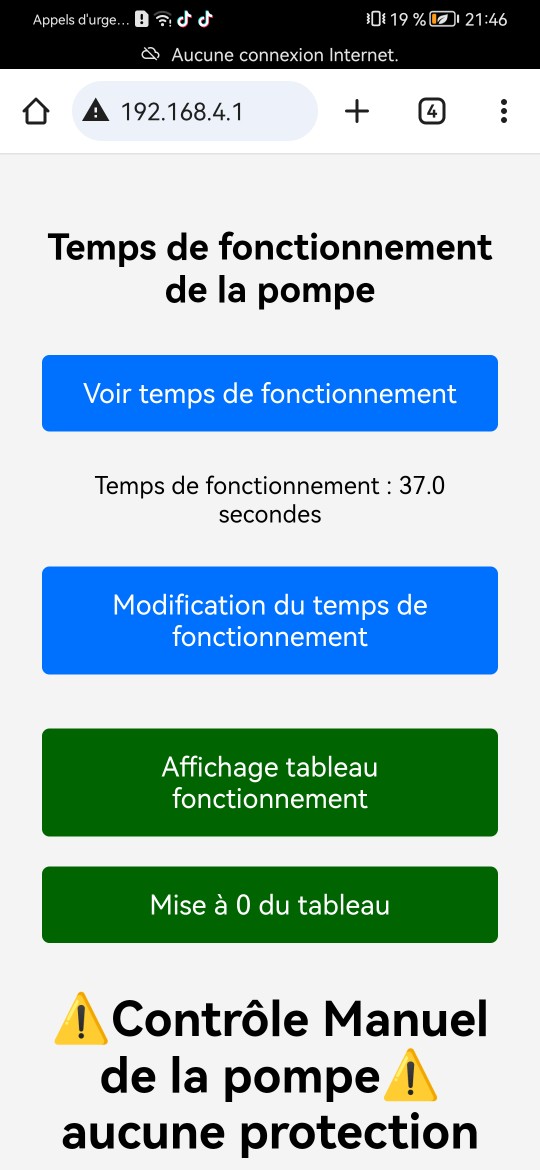 Appels d'urge... 19 % 21:46
Aucune connexion Internet.
192.168.4.1 4
Temps de fonctionnement
de la pompe
Voir temps de fonctionnement
Temps de fonctionnement : 37.0
secondes
Modification du temps de
fonctionnement
Affichage tableau
fonctionnement
Mise à 0 du tableau
⚠️Contrôle Manuel
de la pompe⚠️
aucune protection